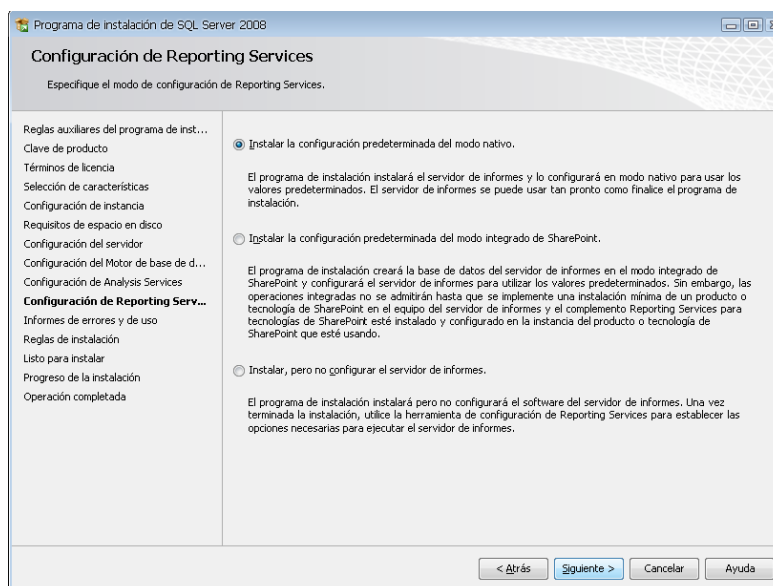 Programa de instalación de SQL Server 2008
Configuración de Reporting Services
Especifique el modo de configuración de Reporting Services.
Reglas auxiliares del programa de inst...
Clave de producto
Términos de licencia
Selección de características
Configuración de instancia
Requisitos de espacio en disco
Configuración del servidor
Configuración del Motor de base de d...
Configuración de Analysis Services
Configuración de Reporting Serv...
Informes de errores y de uso
Reglas de instalación
Listo para instalar
Progreso de la instalación
Operación completada
Instalar la configuración predeterminada del modo nativo.
El programa de instalación instalará el servidor de informes y lo configurará en modo nativo para usar los
valores predeterminados. El servidor de informes se puede usar tan pronto como finalice el programa de
instalación.
Instalar la configuración predeterminada del modo integrado de SharePoint.
El programa de instalación creará la base de datos del servidor de informes en el modo integrado de
SharePoint y configurará el servidor de informes para utilizar los valores predeterminados. Sin embargo, las
operaciones integradas no se admitirán hasta que se implemente una instalación mínima de un producto o
tecnología de SharePoint en el equipo del servidor de informes y el complemento Reporting Services para
tecnologías de SharePoint esté instalado y configurado en la instancia del producto o tecnología de
SharePoint que esté usando.
Instalar, pero no configurar el servidor de informes.
El programa de instalación instalará pero no configurará el software del servidor de informes. Una vez
terminada la instalación, utilice la herramienta de configuración de Reporting Services para establecer las
opciones necesarias para ejecutar el servidor de informes.
< Atrás
Siguiente >
Cancelar
Ayuda